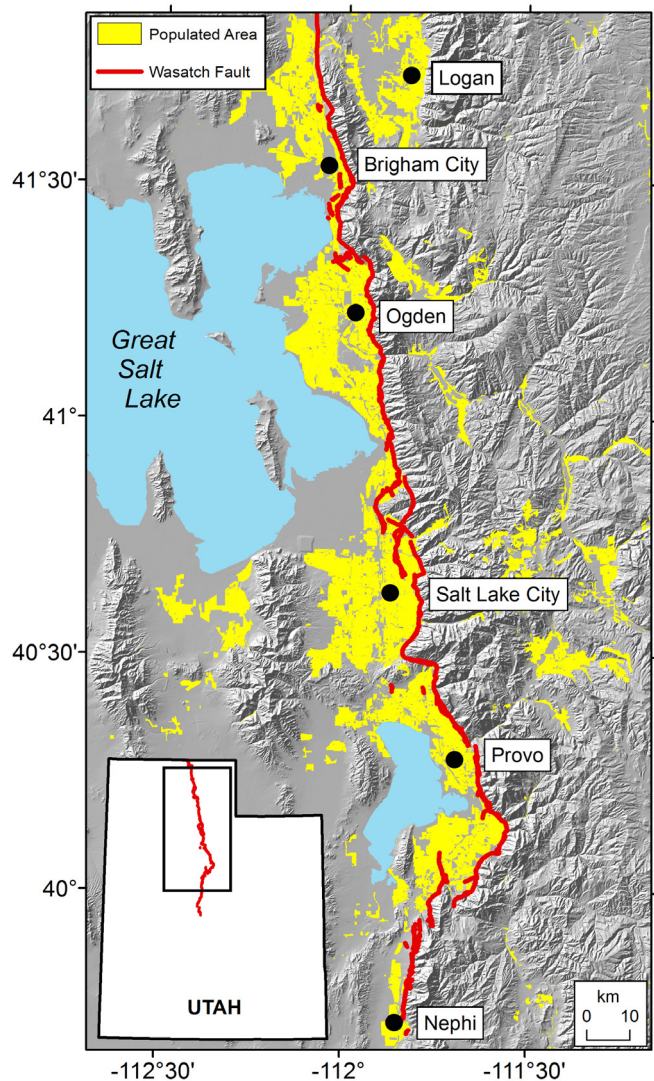 Populated Area
Wasatch Fault
Logan
Brigham City
41°30'
Ogden
Great
Salt
Lake
41°
Salt Lake City
40°30'
Provo
40°
UTAH
km
0 10
Nephi
-112°30'
-112°
-111°30'